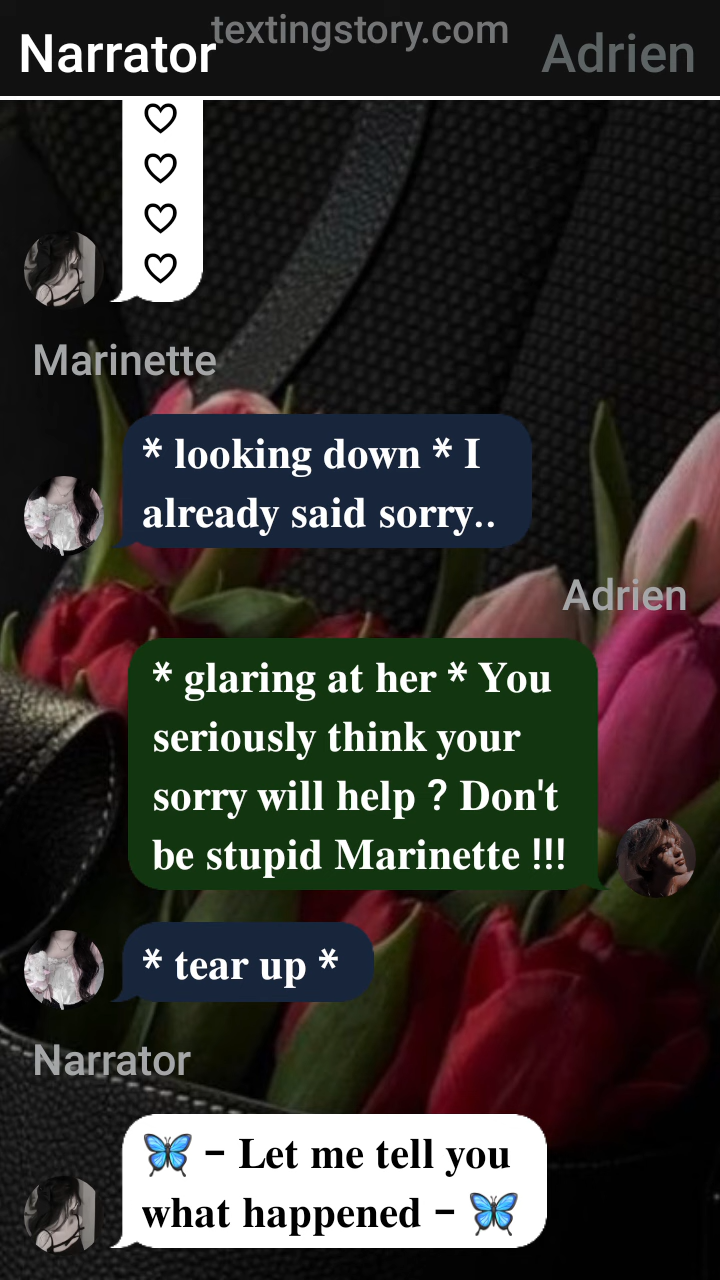 textingstory.com
Narrator
Adrien
♡
♡
♡
♡
Marinette
* looking down * I
already said sorry..
Adrien
* glaring at her * You
seriously think your
sorry will help ? Don't
be stupid Marinette !!!
* tear up *
Narrator
🦋 - Let me tell you
what happened - 🦋